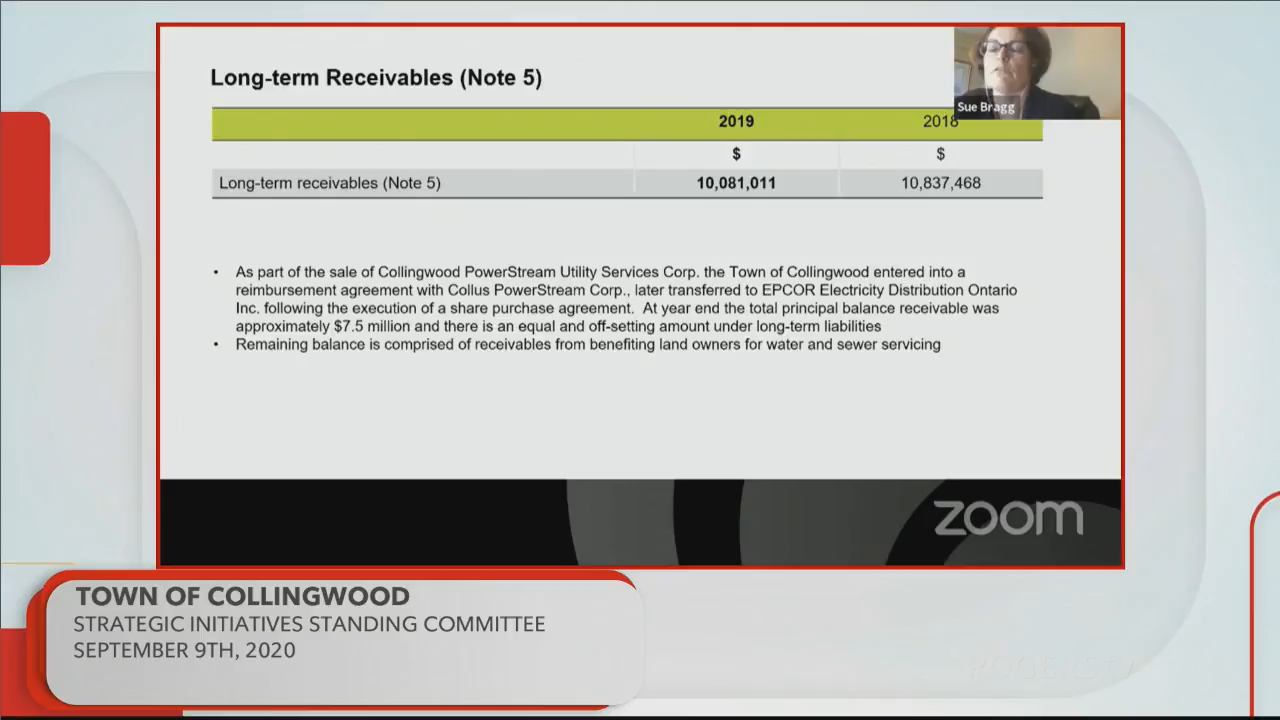 Long-term Receivables (Note 5)
Sue Bragg
2019 2018
$ $
Long-term receivables (Note 5) 10,081,011 10,837,468
• As part of the sale of Collingwood PowerStream Utility Services Corp. the Town of Collingwood entered into a
reimbursement agreement with Collus PowerStream Corp., later transferred to EPCOR Electricity Distribution Ontario
Inc. following the execution of a share purchase agreement. At year end the total principal balance receivable was
approximately $7.5 million and there is an equal and off-setting amount under long-term liabilities
• Remaining balance is comprised of receivables from benefiting land owners for water and sewer servicing
zoom
TOWN OF COLLINGWOOD
STRATEGIC INITIATIVES STANDING COMMITTEE
SEPTEMBER 9TH, 2020
ROGERSTV